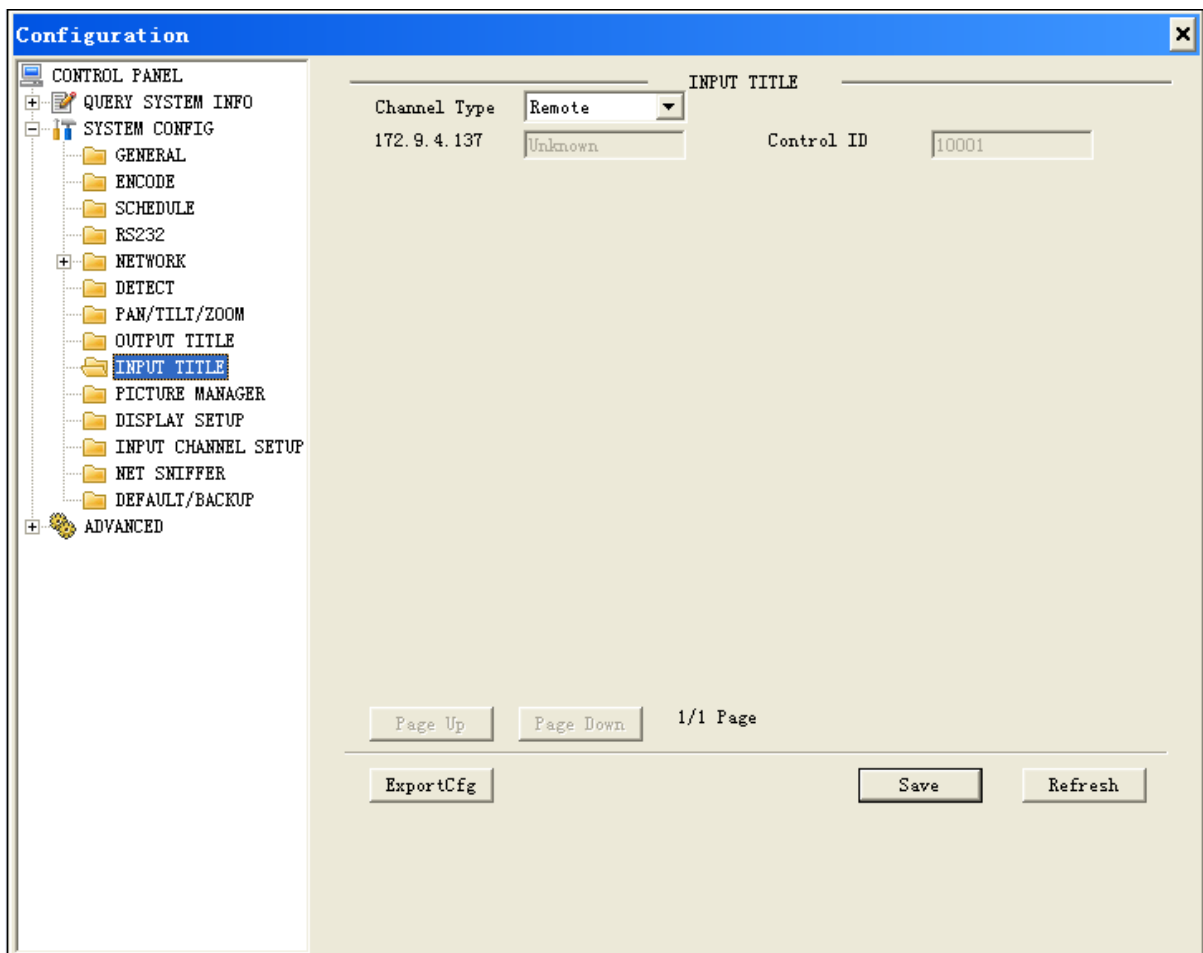 Configuration
CONTROL PANEL
QUERY SYSTEM INFO
SYSTEM CONFIG
GENERAL
ENCODE
SCHEDULE
RS232
NETWORK
DETECT
PAN/TILT/ZOOM
OUTPUT TITLE
INPUT TITLE
PICTURE MANAGER
DISPLAY SETUP
INPUT CHANNEL SETUP
NET SNIFFER
DEFAULT/BACKUP
ADVANCED
INPUT TITLE
Channel Type Remote
172.9.4.137 Unknown Control ID 10001
Page Up Page Down 1/1 Page
ExportCfg Save Refresh